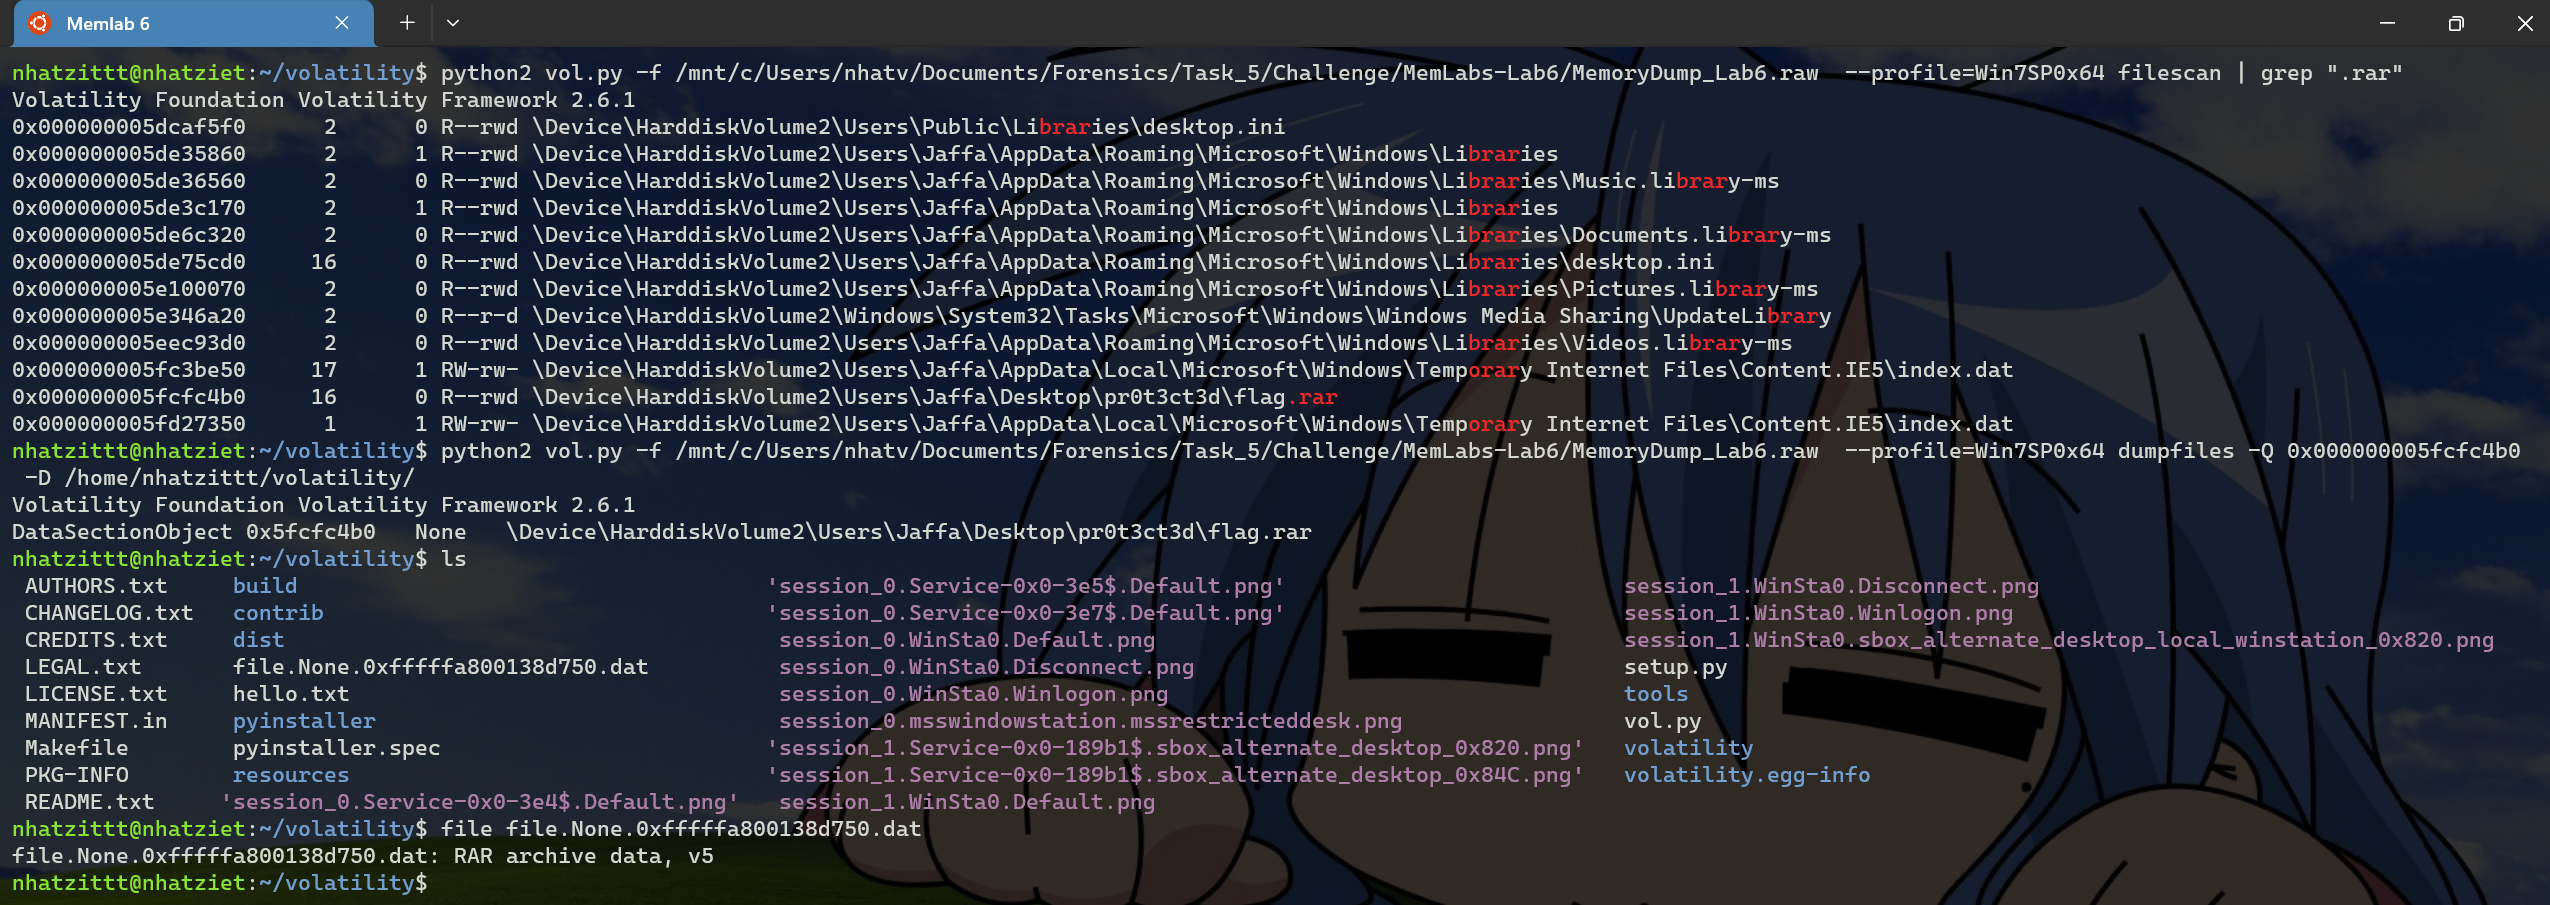 Memlab 6
nhatzittt@nhatziet:~/volatility$ python2 vol.py -f /mnt/c/Users/nhatv/Documents/Forensics/Task_5/Challenge/MemLabs-Lab6/MemoryDump_Lab6.raw  --profile=Win7SP0x64 filescan | grep ".rar"
Volatility Foundation Volatility Framework 2.6.1
0x000000005dcaf5f0      2      0 R--rwd \Device\HarddiskVolume2\Users\Public\Libraries\desktop.ini
0x000000005de35860      2      1 R--rwd \Device\HarddiskVolume2\Users\Jaffa\AppData\Roaming\Microsoft\Windows\Libraries
0x000000005de36560      2      0 R--rwd \Device\HarddiskVolume2\Users\Jaffa\AppData\Roaming\Microsoft\Windows\Libraries\Music.library-ms
0x000000005de3c170      2      1 R--rwd \Device\HarddiskVolume2\Users\Jaffa\AppData\Roaming\Microsoft\Windows\Libraries
0x000000005de6c320      2      0 R--rwd \Device\HarddiskVolume2\Users\Jaffa\AppData\Roaming\Microsoft\Windows\Libraries\Documents.library-ms
0x000000005de75cd0     16      0 R--rwd \Device\HarddiskVolume2\Users\Jaffa\AppData\Roaming\Microsoft\Windows\Libraries\desktop.ini
0x000000005e100070      2      0 R--rwd \Device\HarddiskVolume2\Users\Jaffa\AppData\Roaming\Microsoft\Windows\Libraries\Pictures.library-ms
0x000000005e346a20      2      0 R--r-d \Device\HarddiskVolume2\Windows\System32\Tasks\Microsoft\Windows\Windows Media Sharing\UpdateLibrary
0x000000005eec93d0      2      0 R--rwd \Device\HarddiskVolume2\Users\Jaffa\AppData\Roaming\Microsoft\Windows\Libraries\Videos.library-ms
0x000000005fc3be50     17      1 RW-rw- \Device\HarddiskVolume2\Users\Jaffa\AppData\Local\Microsoft\Windows\Temporary Internet Files\Content.IE5\index.dat
0x000000005fcfc4b0     16      0 R--rwd \Device\HarddiskVolume2\Users\Jaffa\Desktop\pr0t3ct3d\flag.rar
0x000000005fd27350      1      1 RW-rw- \Device\HarddiskVolume2\Users\Jaffa\AppData\Local\Microsoft\Windows\Temporary Internet Files\Content.IE5\index.dat
nhatzittt@nhatziet:~/volatility$ python2 vol.py -f /mnt/c/Users/nhatv/Documents/Forensics/Task_5/Challenge/MemLabs-Lab6/MemoryDump_Lab6.raw  --profile=Win7SP0x64 dumpfiles -Q 0x000000005fcfc4b0
 -D /home/nhatzittt/volatility/
Volatility Foundation Volatility Framework 2.6.1
DataSectionObject 0x5fcfc4b0   None   \Device\HarddiskVolume2\Users\Jaffa\Desktop\pr0t3ct3d\flag.rar
nhatzittt@nhatziet:~/volatility$ ls
AUTHORS.txt     build     'session_0.Service-0x0-3e5$.Default.png'     session_1.WinSta0.Disconnect.png
CHANGELOG.txt   contrib     'session_0.Service-0x0-3e7$.Default.png'     session_1.WinSta0.Winlogon.png
CREDITS.txt     dist     session_0.WinSta0.Default.png     session_1.WinSta0.sbox_alternate_desktop_local_winstation_0x820.png
LEGAL.txt     file.None.0xfffffa800138d750.dat     session_0.WinSta0.Disconnect.png     setup.py
LICENSE.txt     hello.txt     session_0.WinSta0.Winlogon.png     tools
MANIFEST.in     pyinstaller     session_0.msswindowstation.mssrestricteddesk.png     vol.py
Makefile     pyinstaller.spec     'session_1.Service-0x0-189b1$.sbox_alternate_desktop_0x820.png'     volatility
PKG-INFO     resources     'session_1.Service-0x0-189b1$.sbox_alternate_desktop_0x84C.png'     volatility.egg-info
README.txt     'session_0.Service-0x0-3e4$.Default.png'     session_1.WinSta0.Default.png
nhatzittt@nhatziet:~/volatility$ file file.None.0xfffffa800138d750.dat
file.None.0xfffffa800138d750.dat: RAR archive data, v5
nhatzittt@nhatziet:~/volatility$